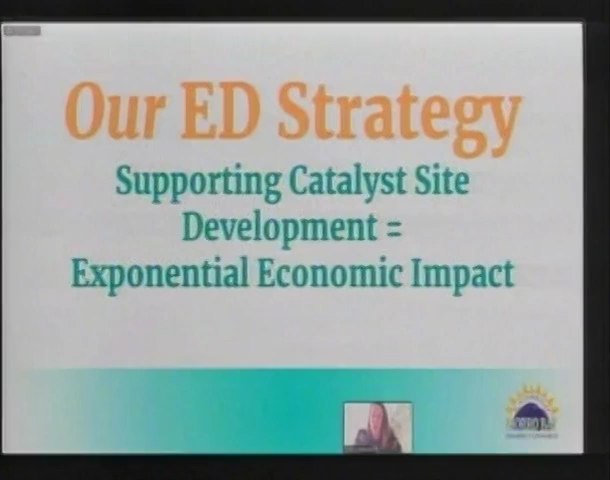 Our ED Strategy
Supporting Catalyst Site
Development =
Exponential Economic Impact